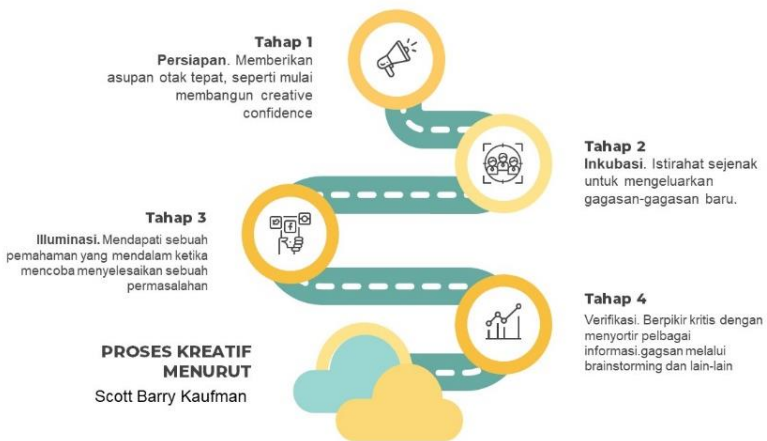 Tahap 1
Persiapan. Memberikan
asupan otak tepat, seperti mulai
membangun creative
confidence
Tahap 2
Inkubasi. Istirahat sejenak
untuk mengeluarkan
gagasan-gagasan baru.
Tahap 3
Illuminasi. Mendapati sebuah
pemahaman yang mendalam ketika
mencoba menyelesaikan sebuah
permasalahan
Tahap 4
Verifikasi. Berpikir kritis dengan
menyortir pelbagai
informasi.gagsan melalui
brainstorming dan lain-lain
PROSES KREATIF
MENURUT
Scott Barry Kaufman